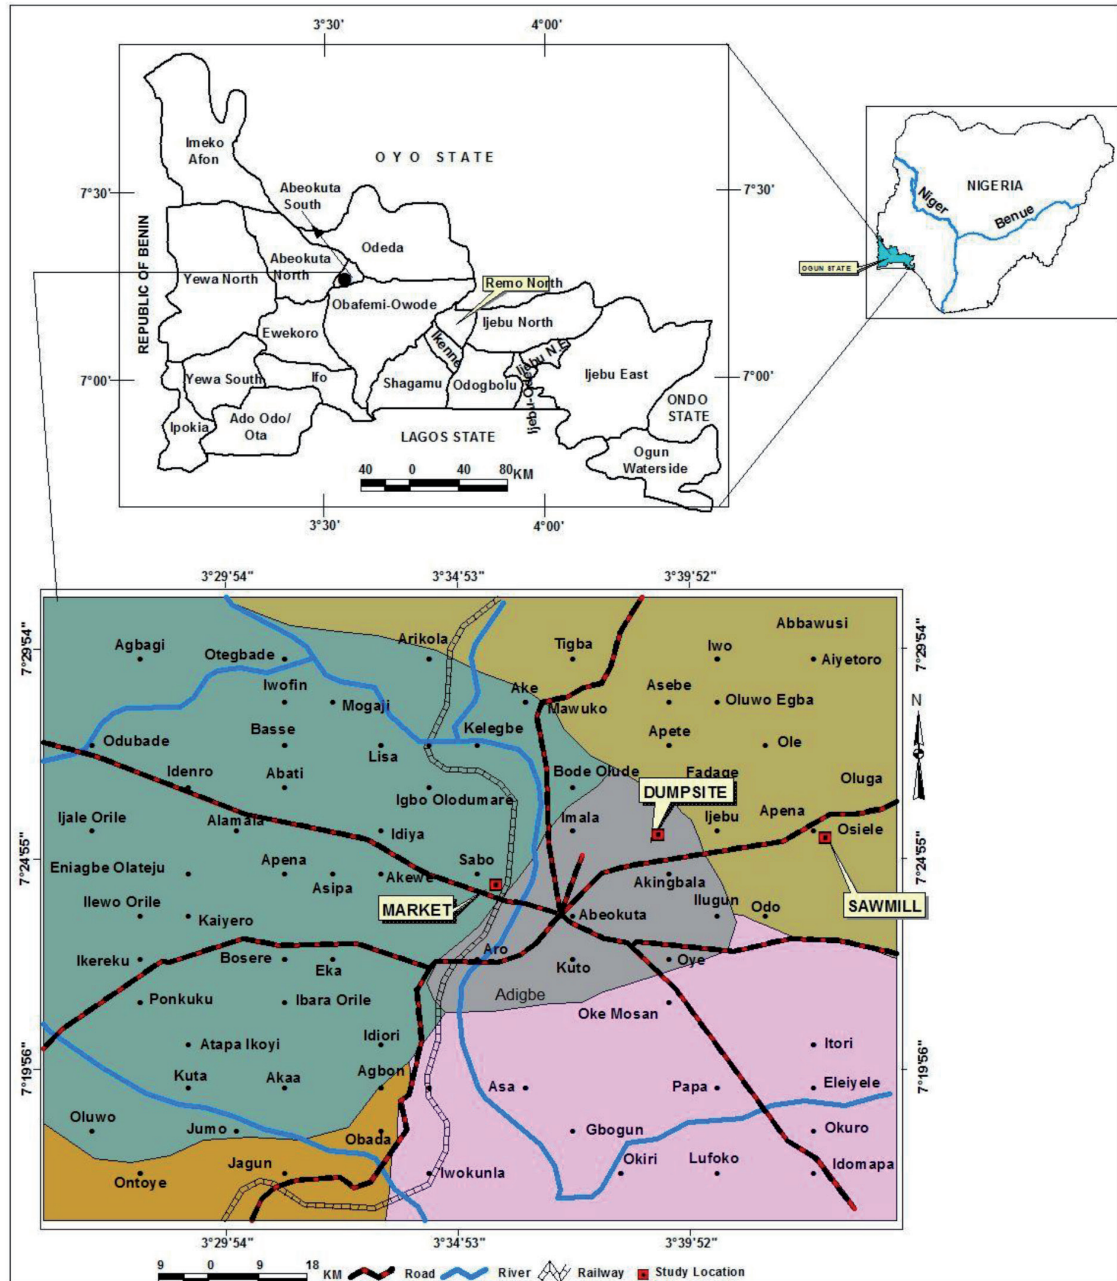 3°30'
4°00'
Imeko
Afon
OYO STATE
7°30'
Abeokuta
South
7°30'
REPUBLIC OF BENIN
Odeda
Abeokuta
North
Yewa North
Remo North
Obafemi-Owode
Ijebu North
Ewekoro
Ikenne
Ijebu N.E
7°00'
Yewa South
Ifo
Shagamu
Odogbolu
Ijebu East
7°00'
Ipokia
Ado Odo/
Ota
ONDO
STATE
LAGOS STATE
Ogun
Waterside
40 0 40 80 KM
3°30'
4°00'
NIGERIA
Niger
Benue
OGUN STATE
3°29'54"
3°34'53"
3°39'52"
7°29'54"
7°29'54"
Abbawusi
Agbagi
Otegbade
Arikola
Tigba
Iwo
Aiyetoro
Iwofin
Mogaji
Ake
Asebe
Mawuko
Oluwo Egba
N
Odubade
Basse
Lisa
Kelegbe
Apete
Ole
Idenro
Abati
Bode Olude
Fadage
Oluga
Igbo Olodumare
DUMPSITE
Ijale Orile
Alamala
Idiya
Imala
Ijebu
Apena
Osiele
7°24'55"
7°24'55"
Eniagbe Olateju
Apena
Asipa
Akewe
Sabo
Akingbala
Ilewo Orile
Kaiyero
MARKET
Abeokuta
Ilugun
Odo
SAWMILL
Ikereku
Bosere
Eka
Aro
Kuto
Oye
Ponkuku
Ibara Orile
Adigbe
Oke Mosan
Atapa Ikoyi
Idiori
Itori
7°19'56"
7°19'56"
Kuta
Akaa
Agbon
Asa
Papa
Eleiyele
Oluwo
Jumo
Obada
Gbogun
Okuro
Ontoye
Jagun
Iwokunla
Okiri
Lufoko
Idomapa
3°29'54"
3°34'53"
3°39'52"
9 0 9 18 KM Road River Railway Study Location